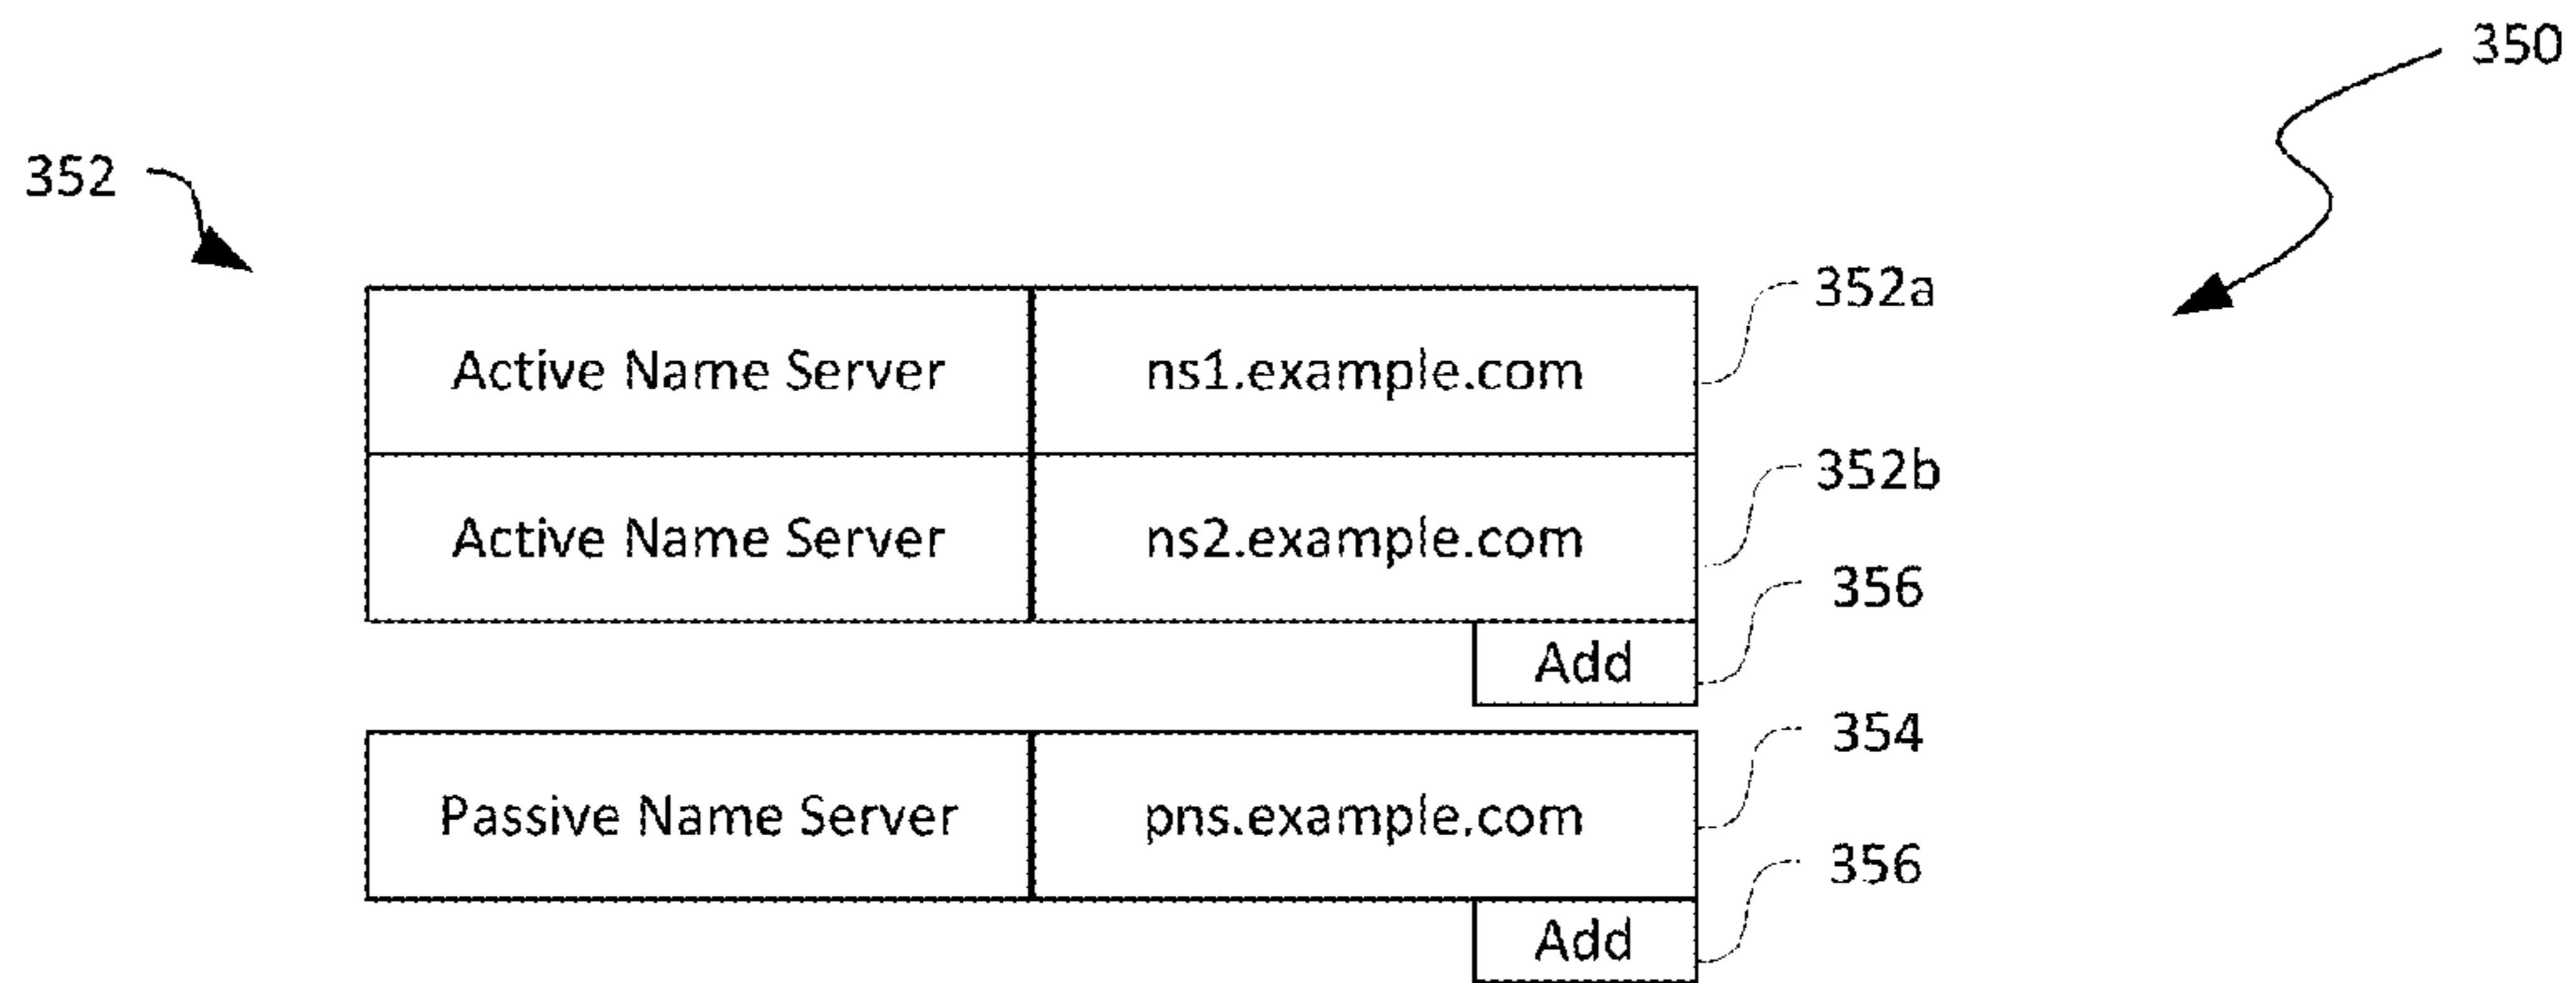 350
352
352a
Active Name Server ns1.example.com
352b
Active Name Server ns2.example.com
356
Add
354
Passive Name Server pns.example.com
356
Add